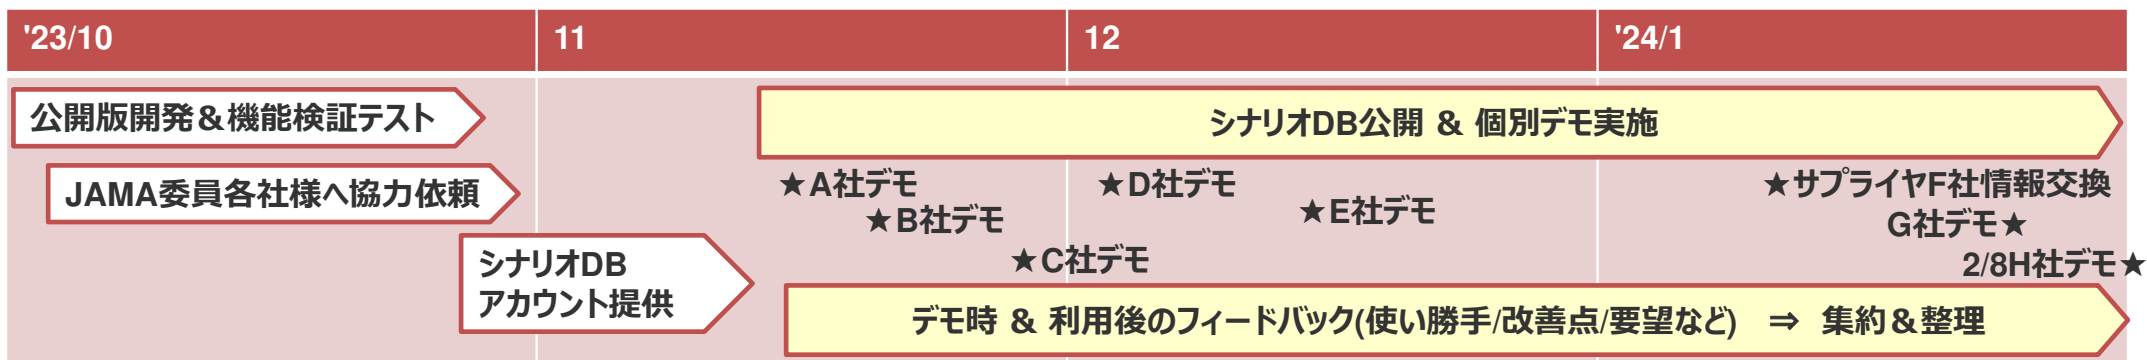 '23/10
11
12
'24/1
公開版開発＆機能検証テスト
シナリオDB公開 ＆ 個別デモ実施
JAMA委員各社様へ協力依頼
★A社デモ
★D社デモ
★サプライヤF社情報交換
★B社デモ
★E社デモ
G社デモ★
シナリオDB
アカウント提供
★C社デモ
2/8H社デモ★
デモ時 ＆ 利用後のフィードバック(使い勝手/改善点/要望など) ⇒ 集約＆整理